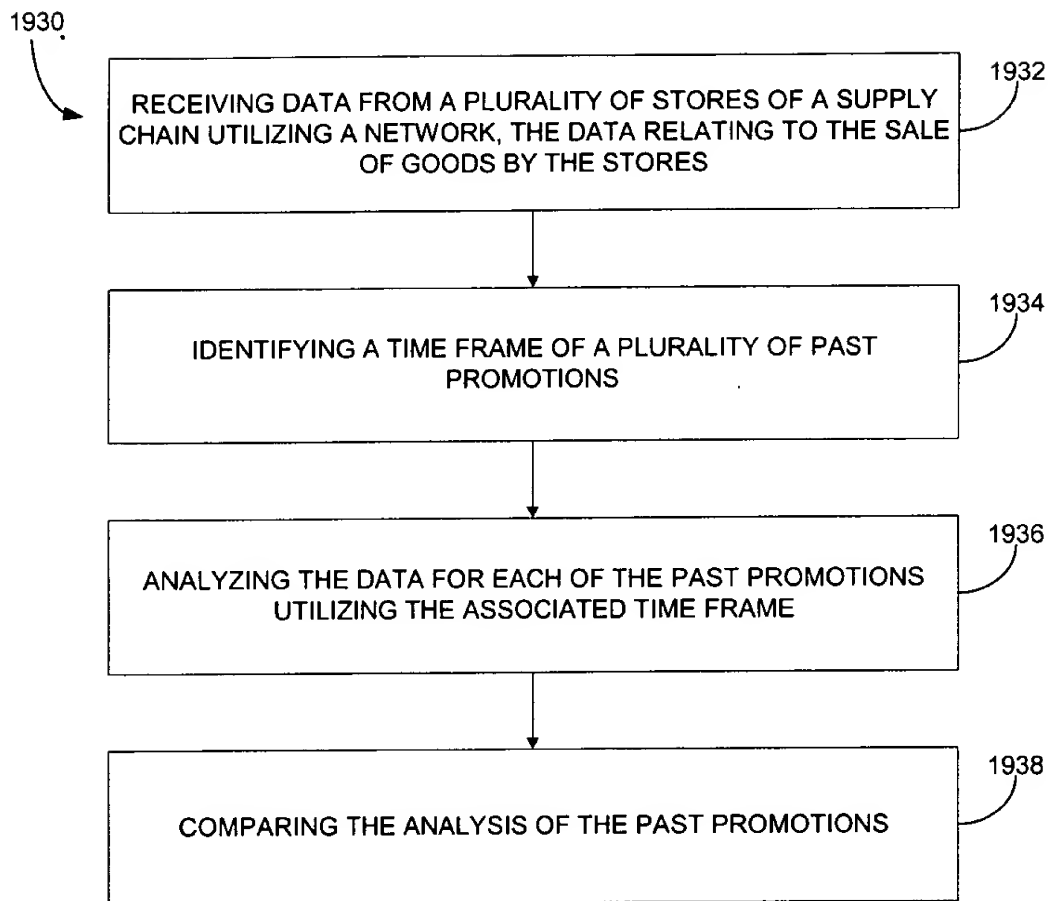 1930
1932
RECEIVING DATA FROM A PLURALITY OF STORES OF A SUPPLY
CHAIN UTILIZING A NETWORK, THE DATA RELATING TO THE SALE
OF GOODS BY THE STORES
1934
IDENTIFYING A TIME FRAME OF A PLURALITY OF PAST
PROMOTIONS
1936
ANALYZING THE DATA FOR EACH OF THE PAST PROMOTIONS
UTILIZING THE ASSOCIATED TIME FRAME
1938
COMPARING THE ANALYSIS OF THE PAST PROMOTIONS